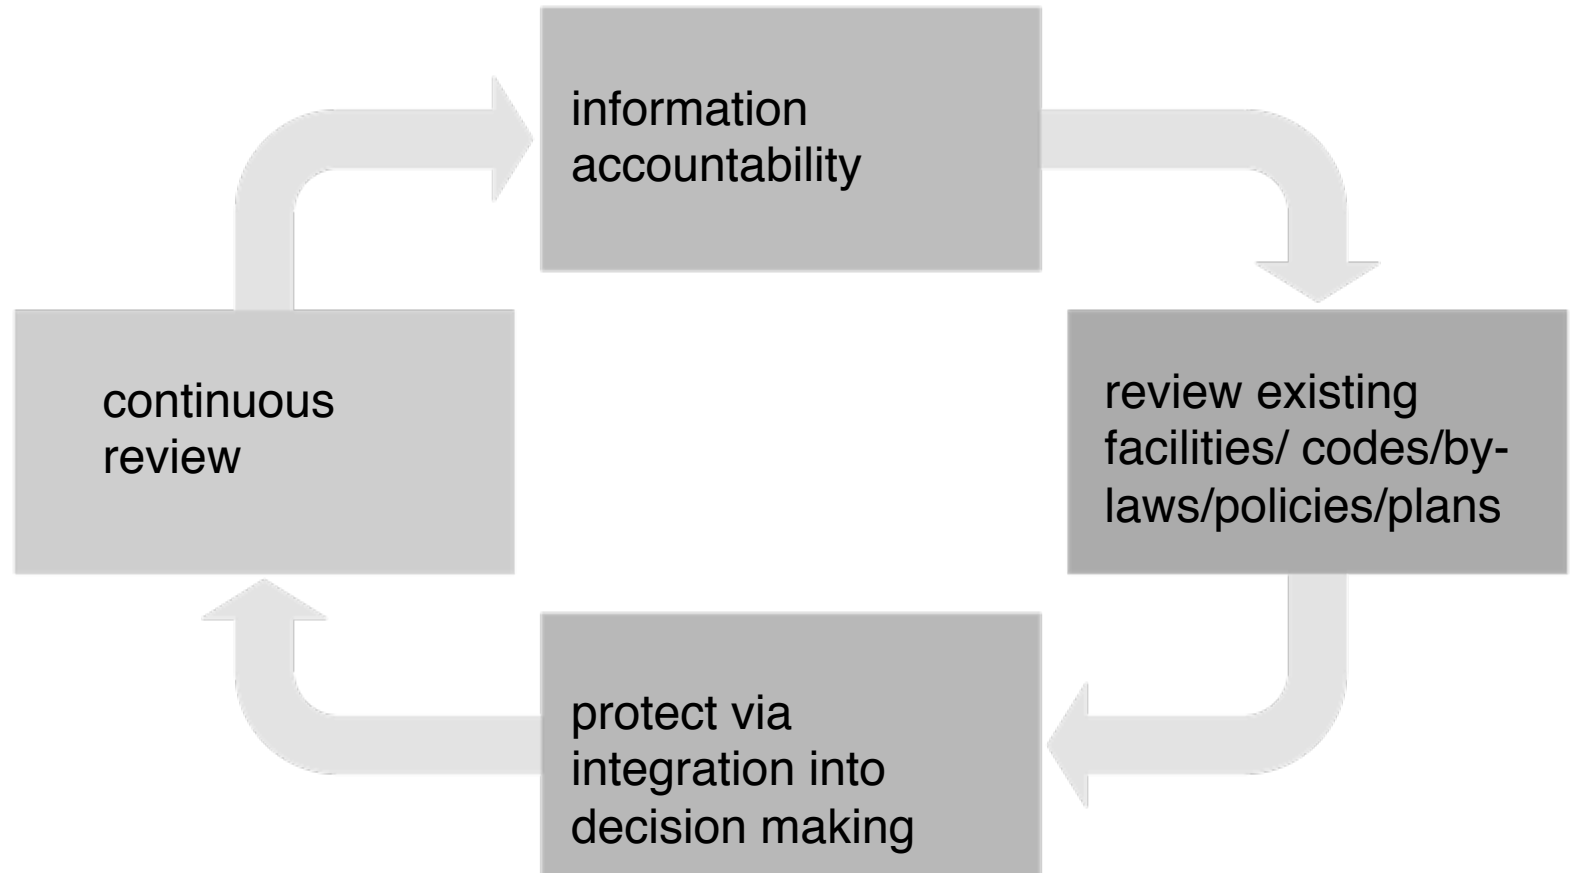 information
accountability
review existing
facilities/ codes/by-
laws/policies/plans
protect via
integration into
decision making
continuous
review